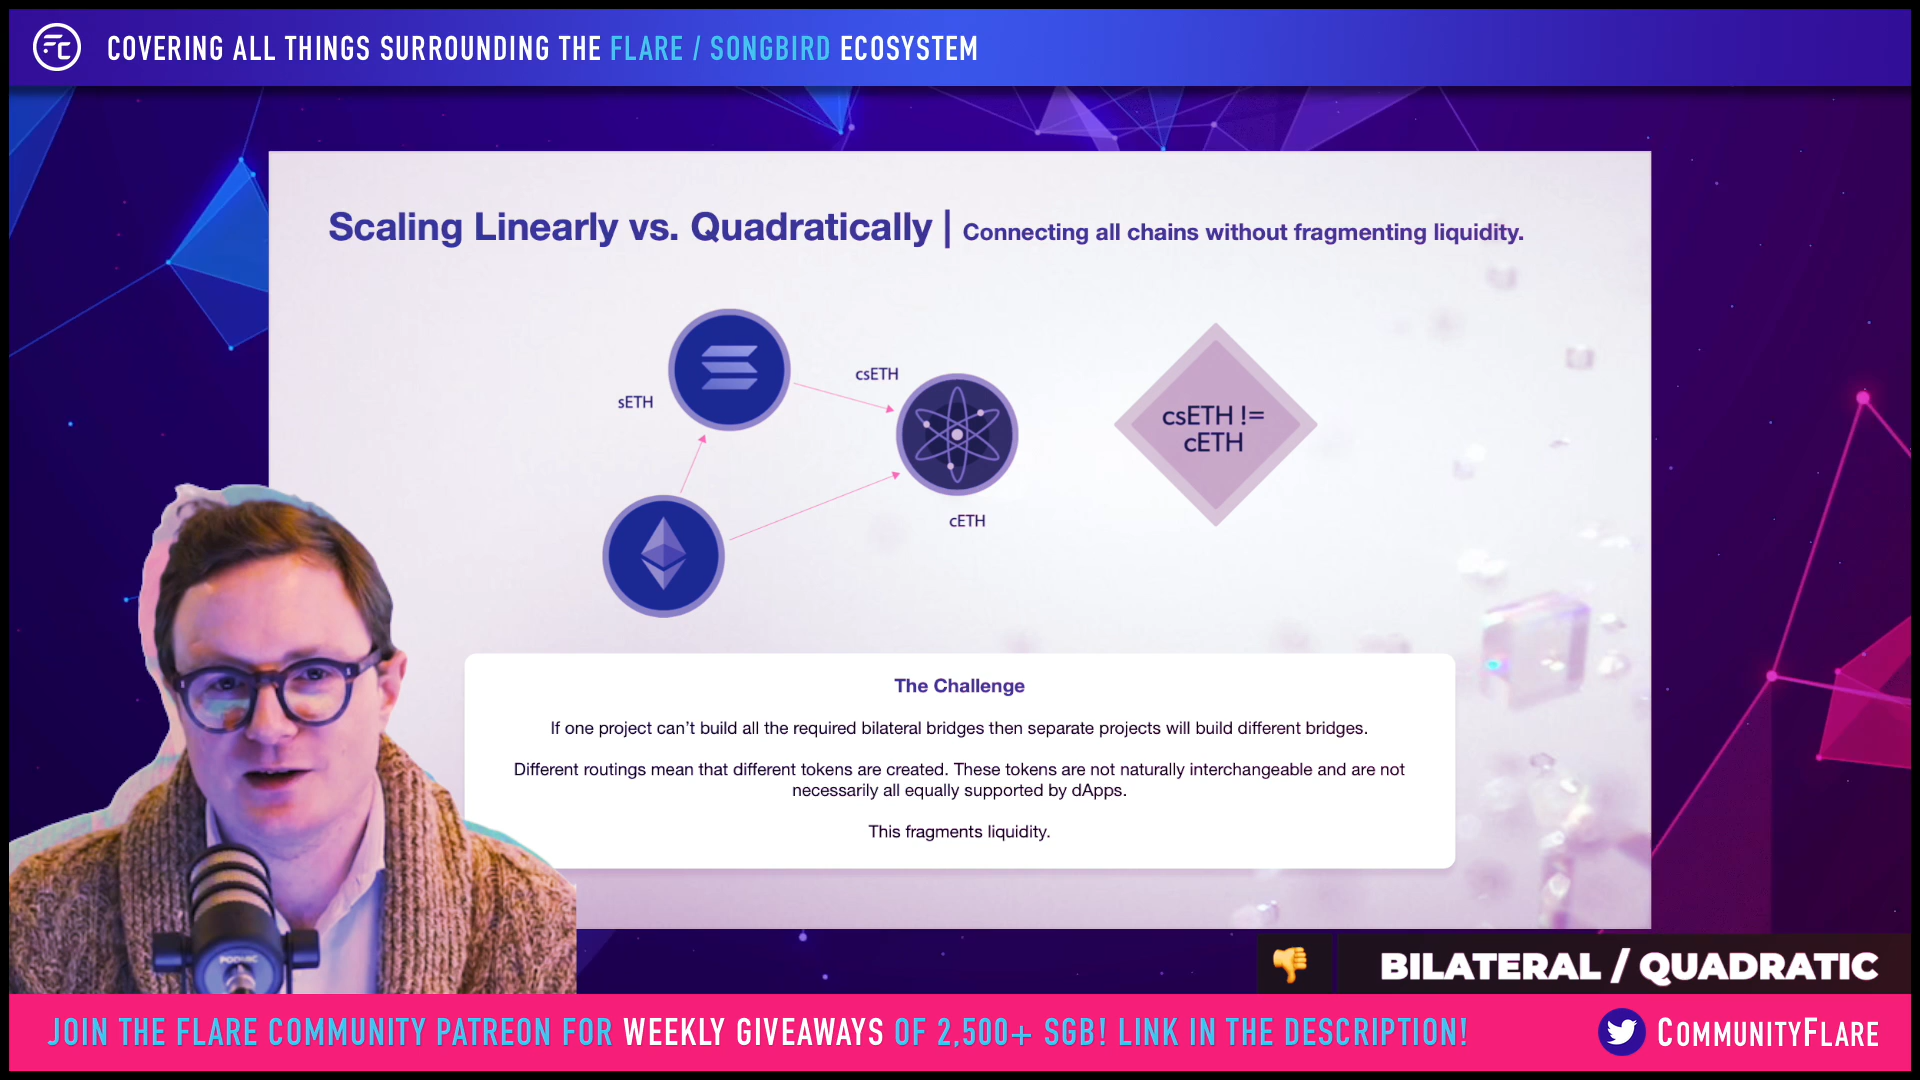 FC
COVERING ALL THINGS SURROUNDING THE FLARE / SONGBIRD ECOSYSTEM
Scaling Linearly vs. Quadratically | Connecting all chains without fragmenting liquidity.
csETH
sETH
csETH !=
cETH
cETH
The Challenge
If one project can’t build all the required bilateral bridges then separate projects will build different bridges.
Different routings mean that different tokens are created. These tokens are not naturally interchangeable and are not
necessarily all equally supported by dApps.
This fragments liquidity.
PODMIC
BILATERAL / QUADRATIC
JOIN THE FLARE COMMUNITY PATREON FOR WEEKLY GIVEAWAYS OF 2,500+ SGB! LINK IN THE DESCRIPTION!
COMMUNITYFLARE